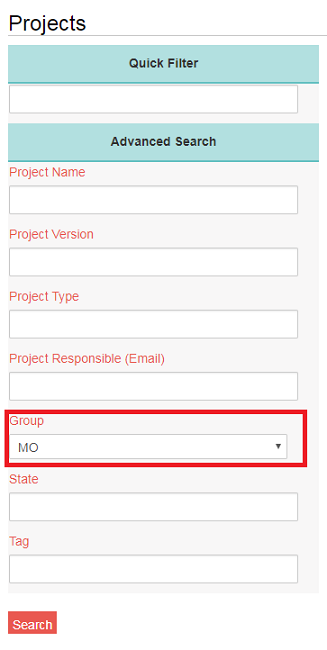 Projects
Quick Filter
Advanced Search
Project Name
Project Version
Project Type
Project Responsible (Email)
Group
MO
State
Tag
Search